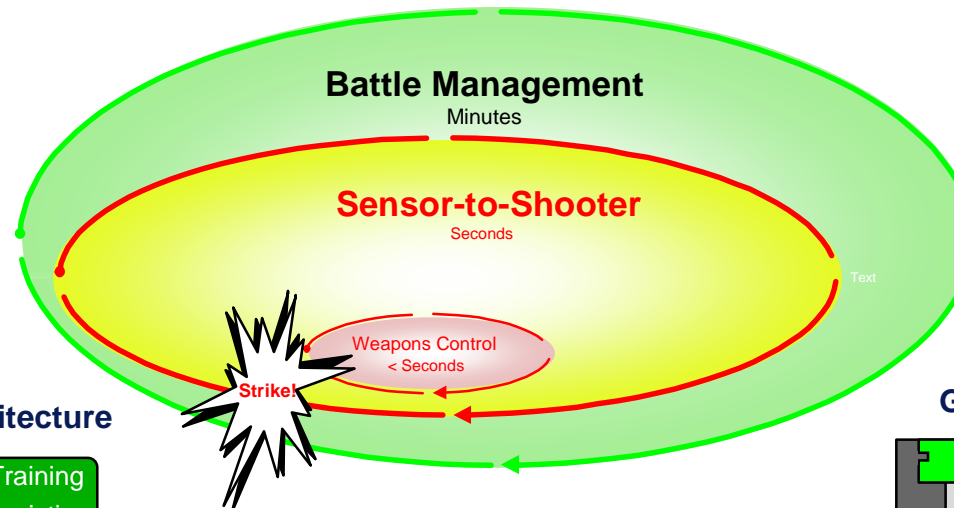 Battle Management
Minutes
Sensor-to-Shooter
Seconds
Text
Weapons Control
< Seconds
Strike!
itecture
G
Training